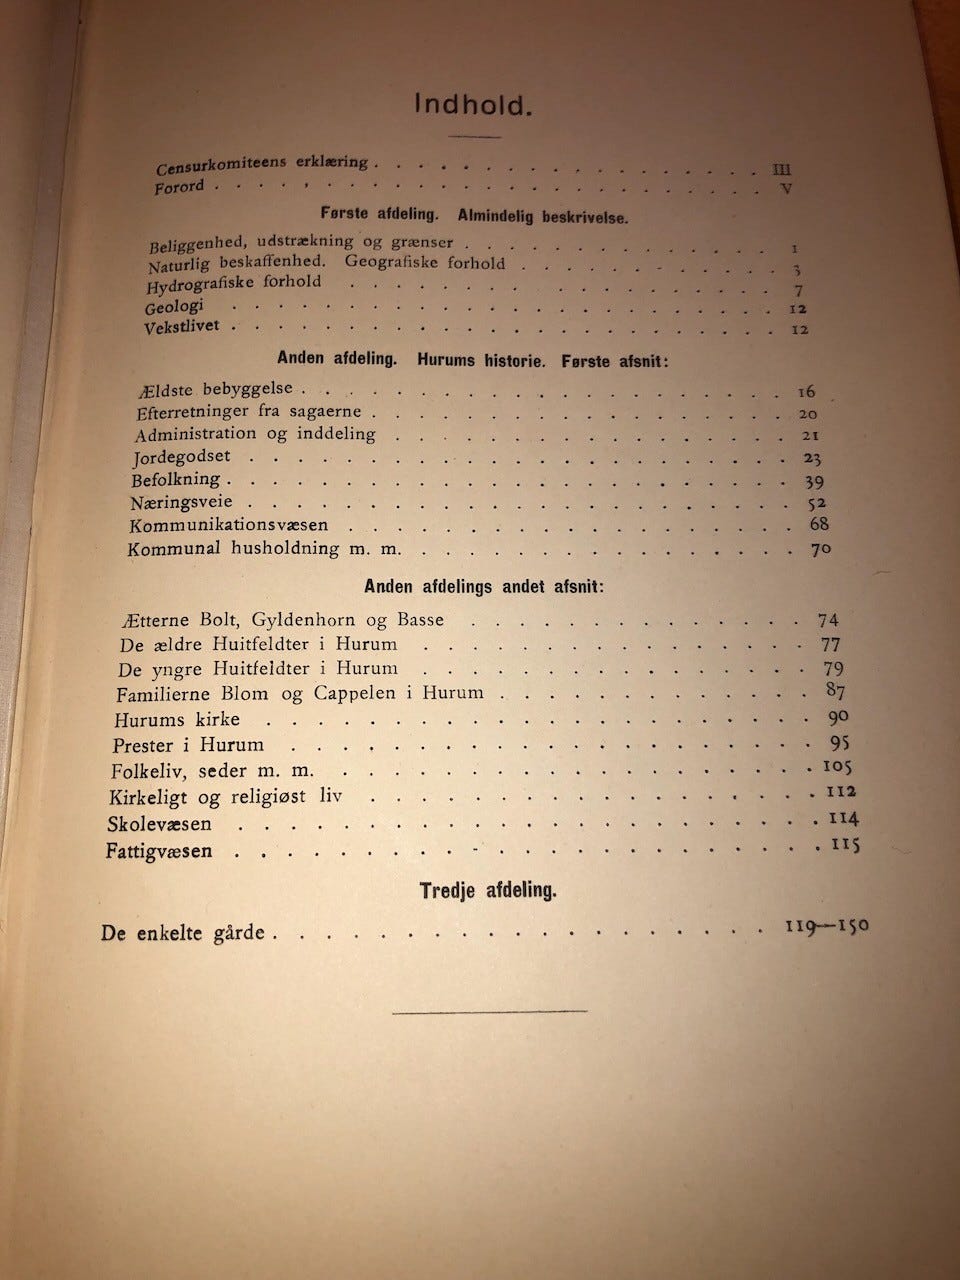 Indhold.
Censurkomiteens erklæring . . . . . . . . . . . . . . . . III
Forord . . . . . . . . . . . . . . . . . . . . . . . V
Første afdeling. Almindelig beskrivelse.
Beliggenhed, udstrækning og grænser . . . . . . . . . . . . . 1
Naturlig beskaffenhed. Geografiske forhold . . . . . . . . . . . 3
Hydrografiske forhold . . . . . . . . . . . . . . . . . . 7
Geologi . . . . . . . . . . . . . . . . . . . . . . . 12
Vekstlivet . . . . . . . . . . . . . . . . . . . . . . . 12
Anden afdeling. Hurums historie. Første afsnit:
Ældste bebyggelse . . . . . . . . . . . . . . . . . . . . 16
Efterretninger fra sagaerne . . . . . . . . . . . . . . . . . 20
Administration og inddeling . . . . . . . . . . . . . . . . 21
Jordegodset . . . . . . . . . . . . . . . . . . . . . . 23
Befolkning . . . . . . . . . . . . . . . . . . . . . . . 39
Næringsveie . . . . . . . . . . . . . . . . . . . . . . 52
Kommunikationsvæsen . . . . . . . . . . . . . . . . . . 68
Kommunal husholdning m. m. . . . . . . . . . . . . . . . . 70
Anden afdelings andet afsnit:
Ætterne Bolt, Gyldenhorn og Basse . . . . . . . . . . . . . 74
De ældre Huitfeldter i Hurum . . . . . . . . . . . . . . . 77
De yngre Huitfeldter i Hurum . . . . . . . . . . . . . . . 79
Familierne Blom og Cappelen i Hurum . . . . . . . . . . . . 87
Hurums kirke . . . . . . . . . . . . . . . . . . . . . 90
Prester i Hurum . . . . . . . . . . . . . . . . . . . . 95
Folkeliv, seder m. m. . . . . . . . . . . . . . . . . . . . 105
Kirkeligt og religiøst liv . . . . . . . . . . . . . . . . . 112
Skolevæsen . . . . . . . . . . . . . . . . . . . . . . 114
Fattigvæsen . . . . . . . . . . . . . . . . . . . . . . 115
Tredje afdeling.
De enkelte gårde . . . . . . . . . . . . . . . . . . . 119—150